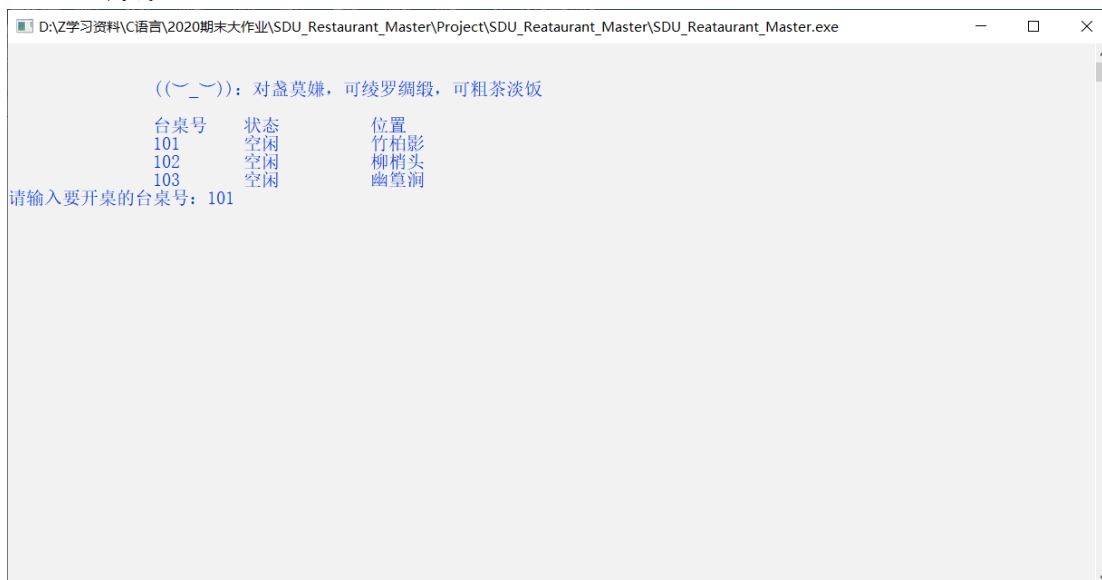 D:\Z学习资料\C语言\2020期末大作业\SDU_Restaurant_Master\Project\SDU_Reataurant_Master\SDU_Reataurant_Master.exe
((︶_︶)): 对盏莫嫌，可绫罗绸缎，可粗茶淡饭
台桌号 状态 位置
101 空闲 竹柏影
102 空闲 柳梢头
103 空闲 幽篁涧
请输入要开桌的台桌号: 101